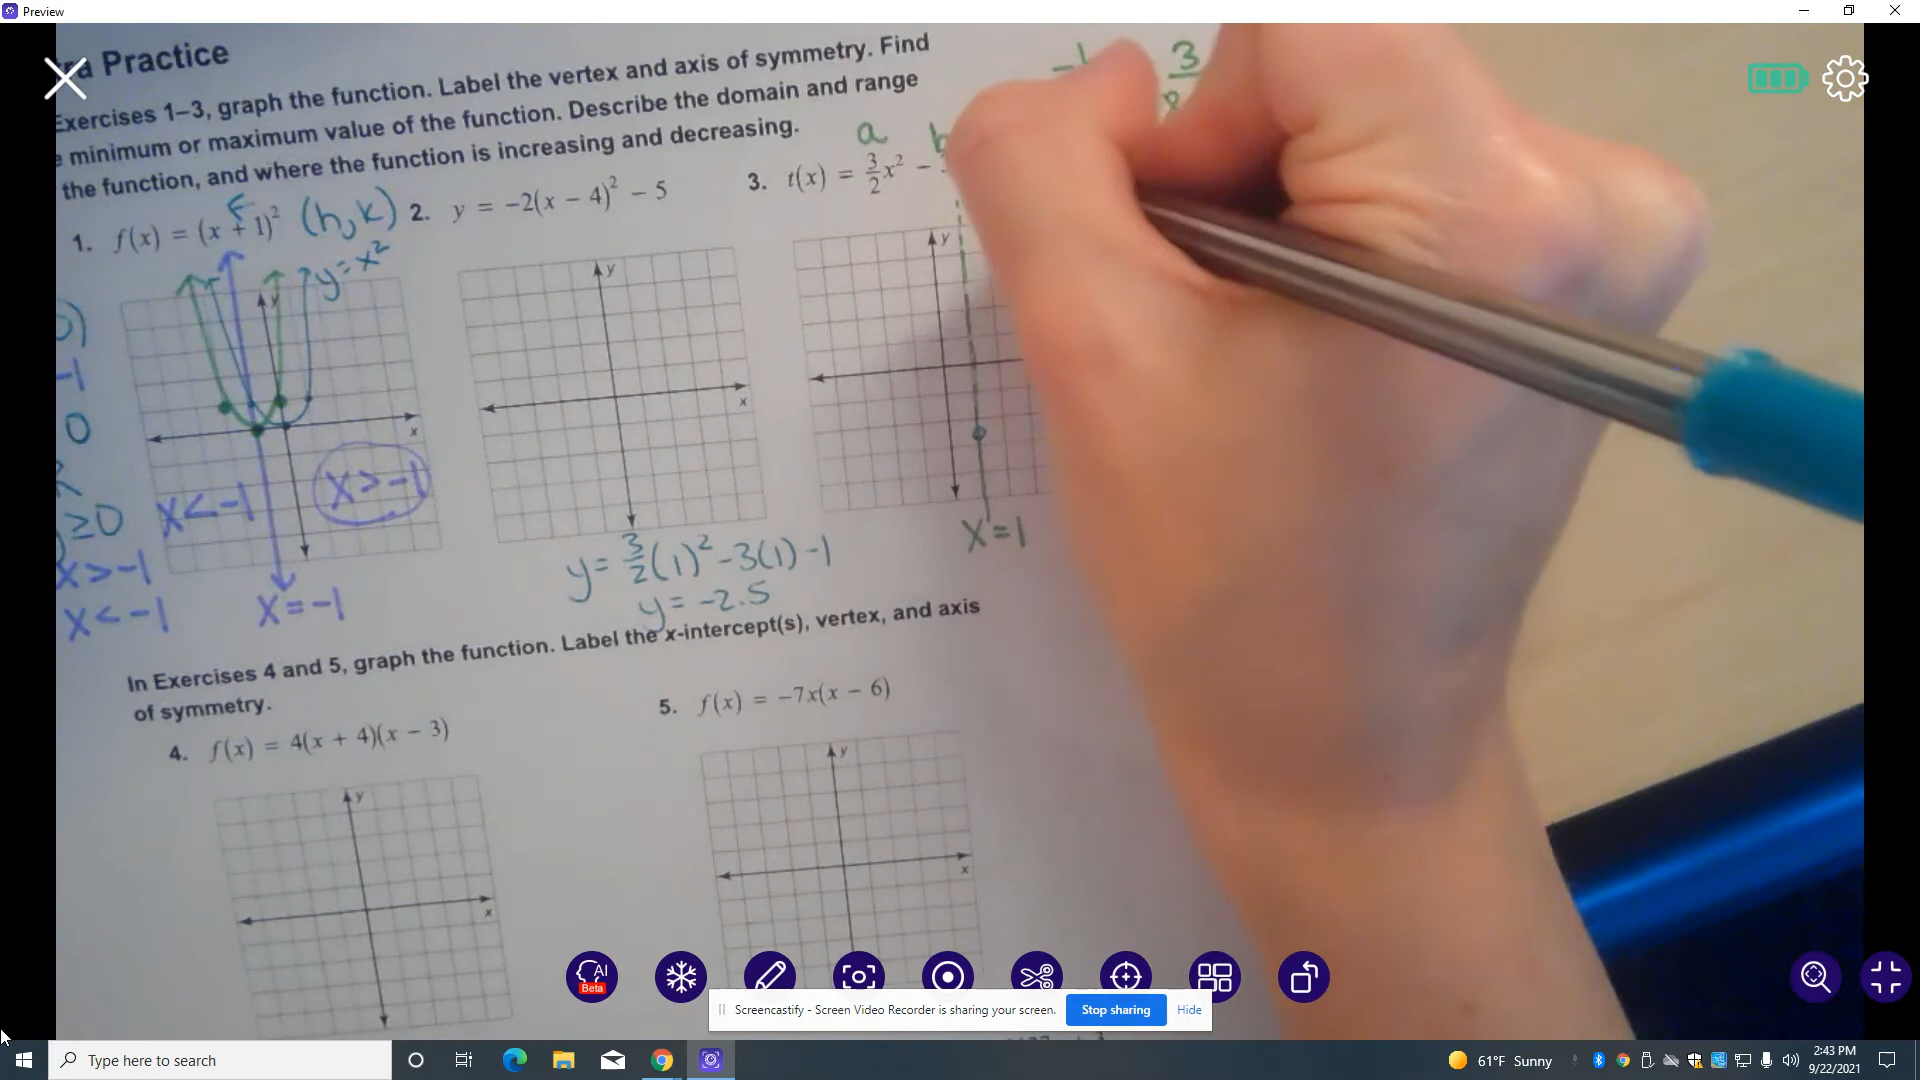 Preview
Practice
Exercises 1–3, graph the function. Label the vertex and axis of symmetry. Find
minimum or maximum value of the function. Describe the domain and range
the function, and where the function is increasing and decreasing.
a b
-1 3
1. f(x) = (x + 1)² (h, k)
y = x²
2. y = -2(x - 4)² - 5
3. t(x) = 3/2 x² -
y
y
y
x
x
-1
0
≥0
x > -1
x < -1
x < -1
x > -1
x = -1
x = 1
y = 3/2 (1)² - 3(1) - 1
y = -2.5
In Exercises 4 and 5, graph the function. Label the x-intercept(s), vertex, and axis
of symmetry.
4. f(x) = 4(x + 4)(x - 3)
5. f(x) = -7x(x - 6)
y
y
x
x
AI
Beta
Screencastify - Screen Video Recorder is sharing your screen.
Stop sharing
Hide
Type here to search
61°F Sunny
2:43 PM
9/22/2021